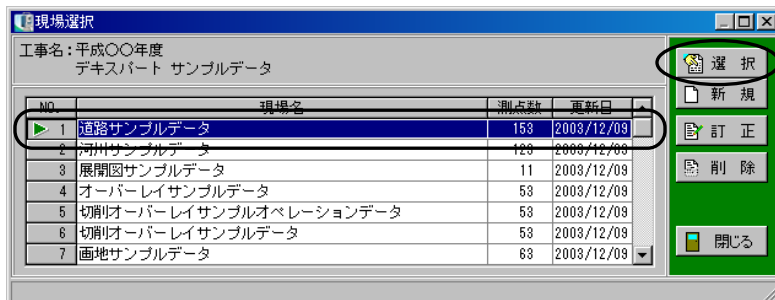 現場選択
工事名：平成〇〇年度
デキスパート サンプルデータ
選 択
新 規
訂 正
削 除
閉じる
NO. 現場名 測点数 更新日
1 道路サンプルデータ 153 2003/12/09
2 河川サンプルデータ 123 2003/12/09
3 展開図サンプルデータ 11 2003/12/09
4 オーバーレイサンプルデータ 53 2003/12/09
5 切削オーバーレイサンプルオペレーションデータ 53 2003/12/09
6 切削オーバーレイサンプルデータ 53 2003/12/09
7 画地サンプルデータ 63 2003/12/09